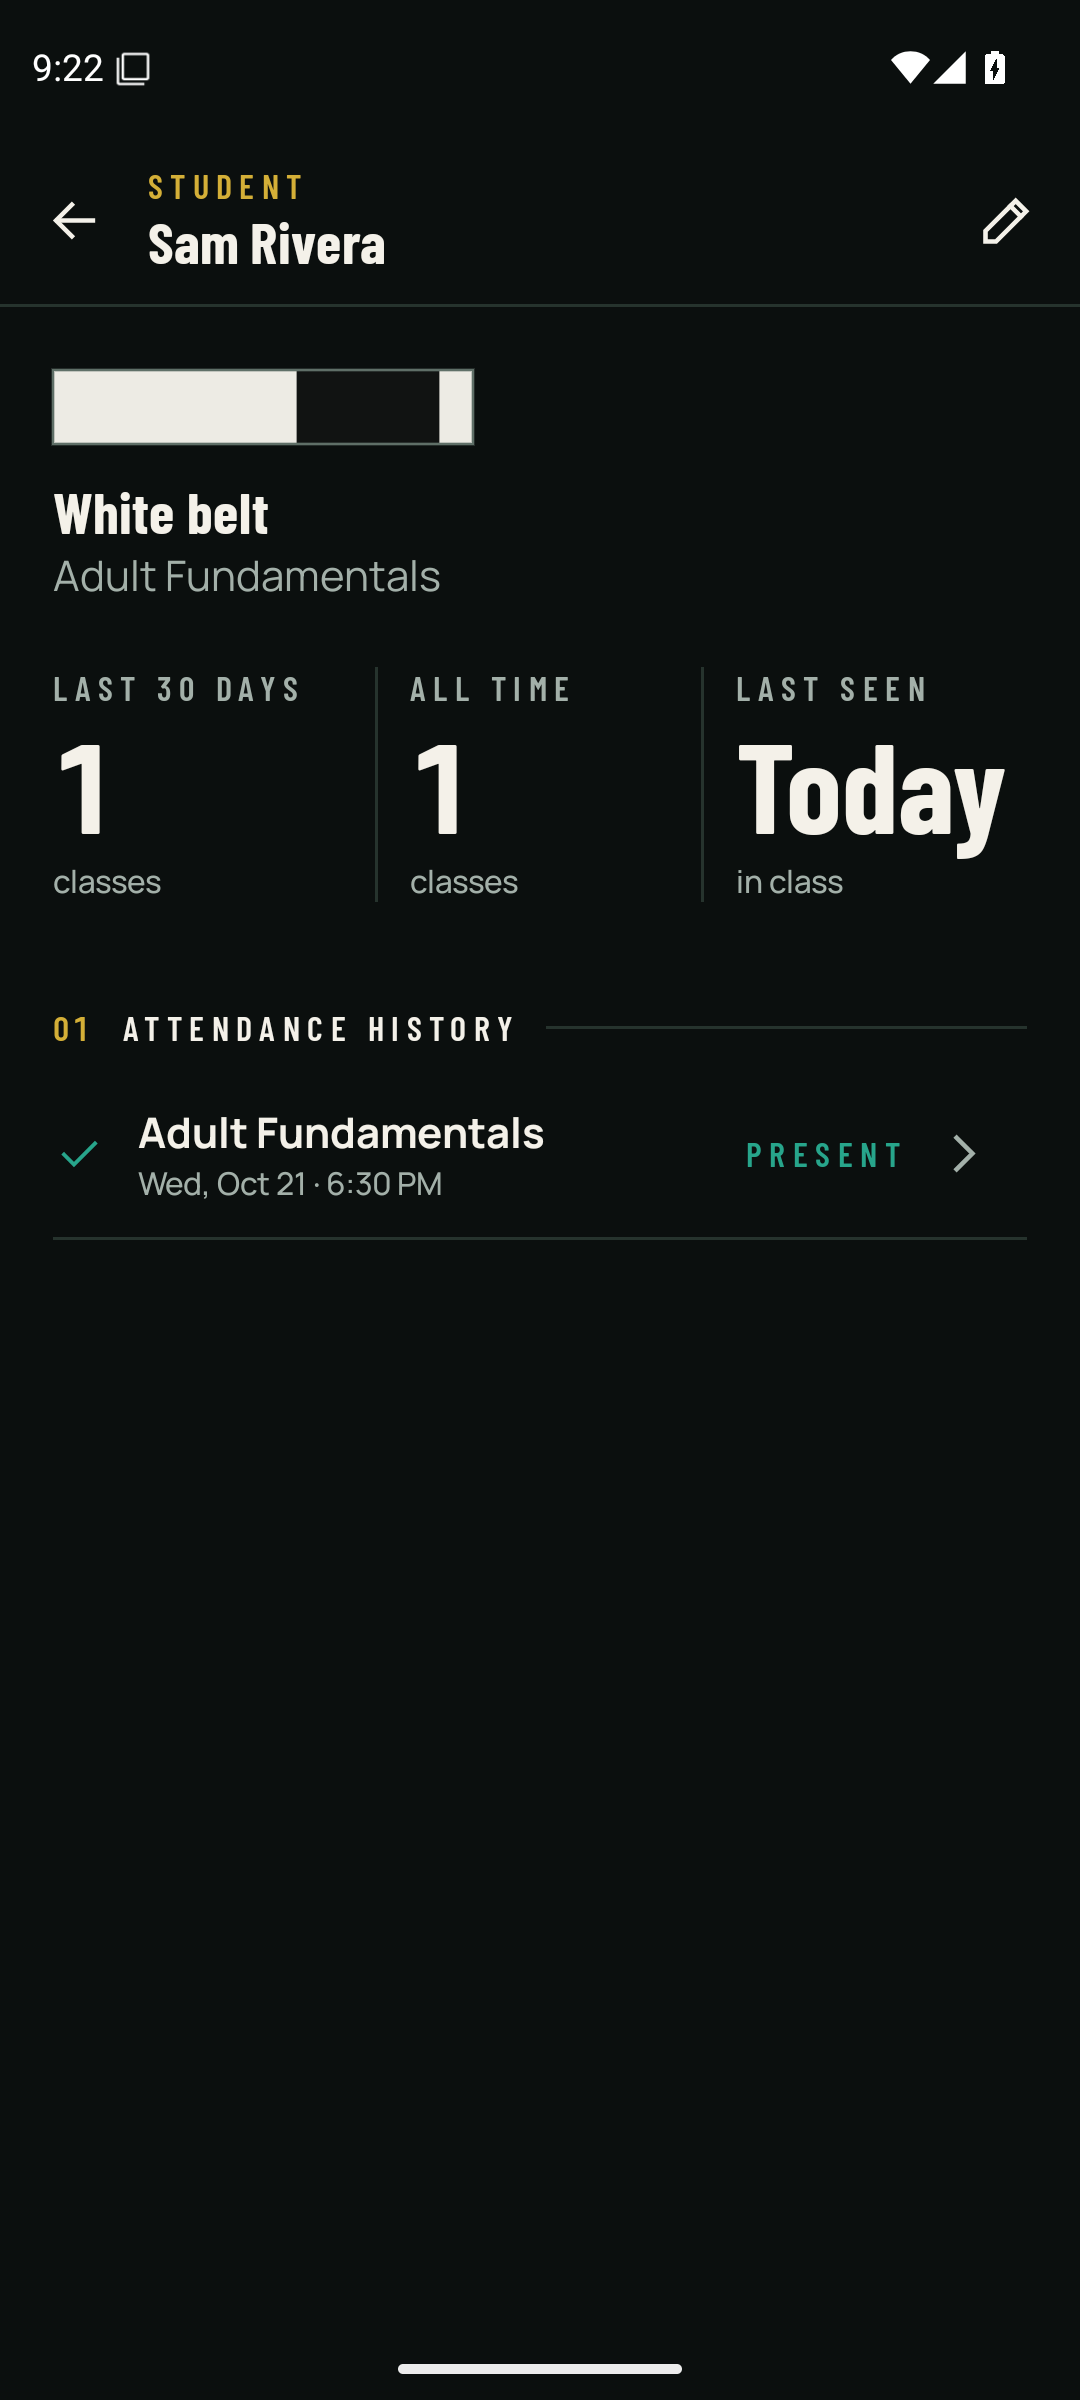 9:22
STUDENT
Sam Rivera
White belt
Adult Fundamentals
LAST 30 DAYS
1
classes
ALL TIME
1
classes
LAST SEEN
Today
in class
01 ATTENDANCE HISTORY
Adult Fundamentals
Wed, Oct 21 · 6:30 PM
PRESENT